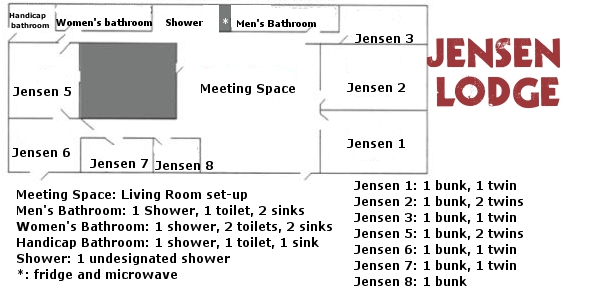 Handicap
bathroom
Women's bathroom
Shower
*
Men's Bathroom
Jensen 3
JENSEN
LODGE
Jensen 5
Meeting Space
Jensen 2
Jensen 6
Jensen 7
Jensen 8
Jensen 1
Meeting Space: Living Room set-up
Men's Bathroom: 1 Shower, 1 toilet, 2 sinks
Women's Bathroom: 1 shower, 2 toilets, 2 sinks
Handicap Bathroom: 1 shower, 1 toilet, 1 sink
Shower: 1 undesignated shower
*: fridge and microwave
Jensen 1: 1 bunk, 1 twin
Jensen 2: 1 bunk, 2 twins
Jensen 3: 1 bunk, 1 twin
Jensen 5: 1 bunk, 2 twins
Jensen 6: 1 bunk, 1 twin
Jensen 7: 1 bunk, 1 twin
Jensen 8: 1 bunk